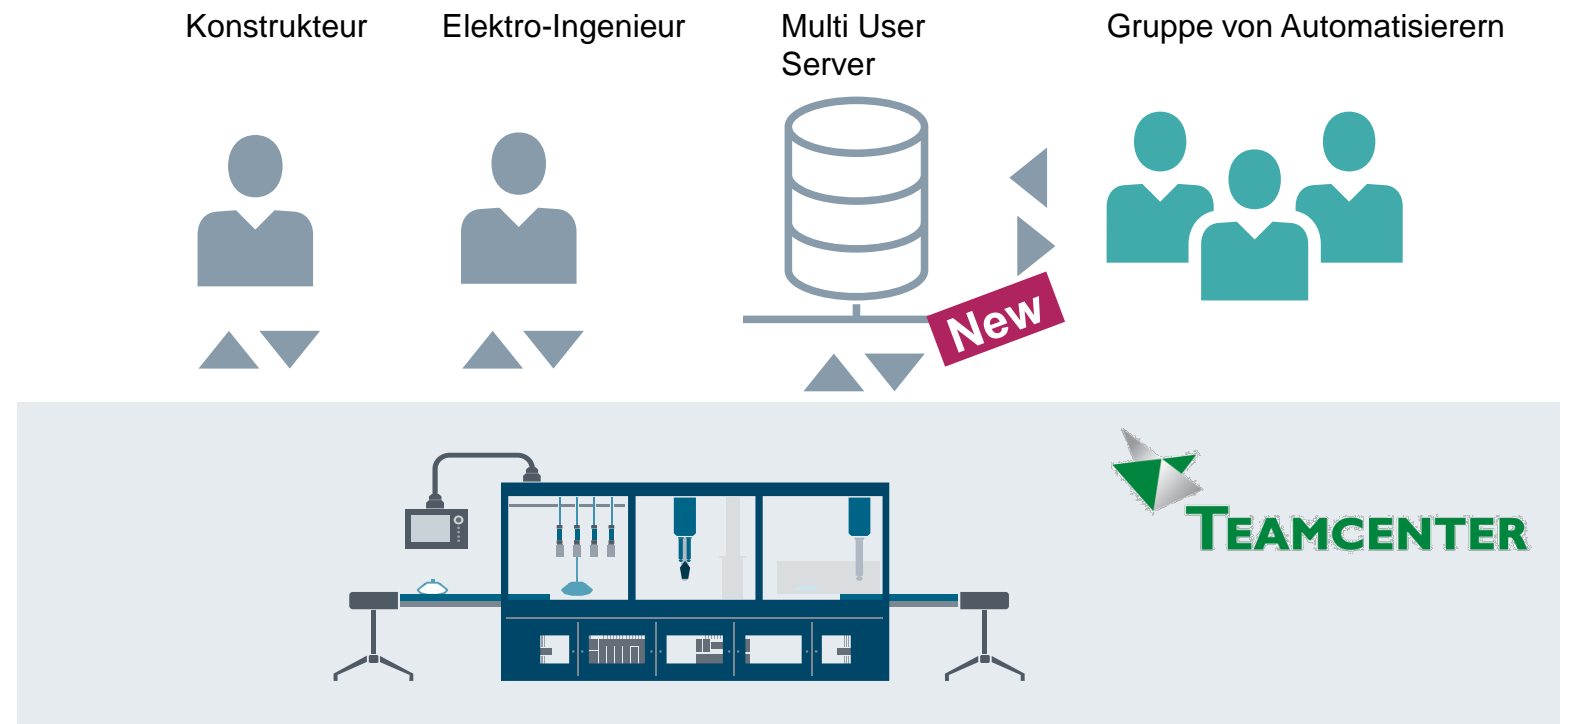 Konstrukteur
Elektro-Ingenieur
Multi User
Server
Gruppe von Automatisierern
New
TEAMCENTER